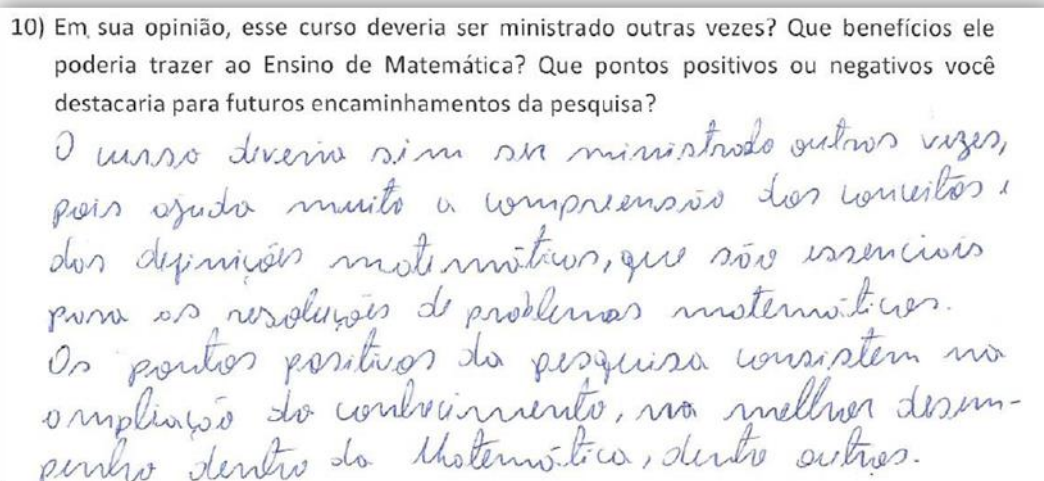 10) Em sua opinião, esse curso deveria ser ministrado outras vezes? Que benefícios ele
poderia trazer ao Ensino de Matemática? Que pontos positivos ou negativos você
destacaria para futuros encaminhamentos da pesquisa?
O curso deveria sim ser ministrado outras vezes,
pois ajuda muito a compreensão dos conceitos e
das definições matemáticas, que são essenciais
para as resoluções de problemas matemáticos.
Os pontos positivos da pesquisa consistem na
ampliação do conhecimento, no melhor desem-
penho dentro da Matemática, dentre outros.